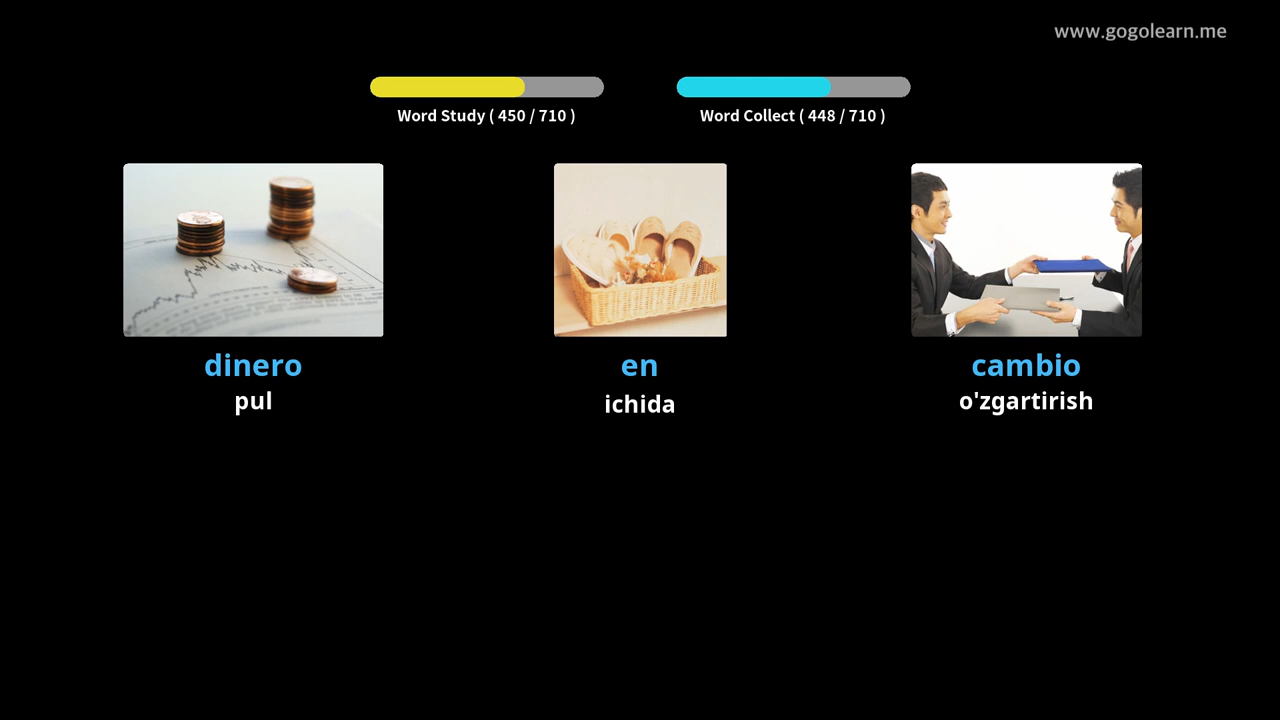 www.gogolearn.me
Word Study ( 450 / 710 )
Word Collect ( 448 / 710 )
dinero
pul
en
ichida
cambio
o'zgartirish